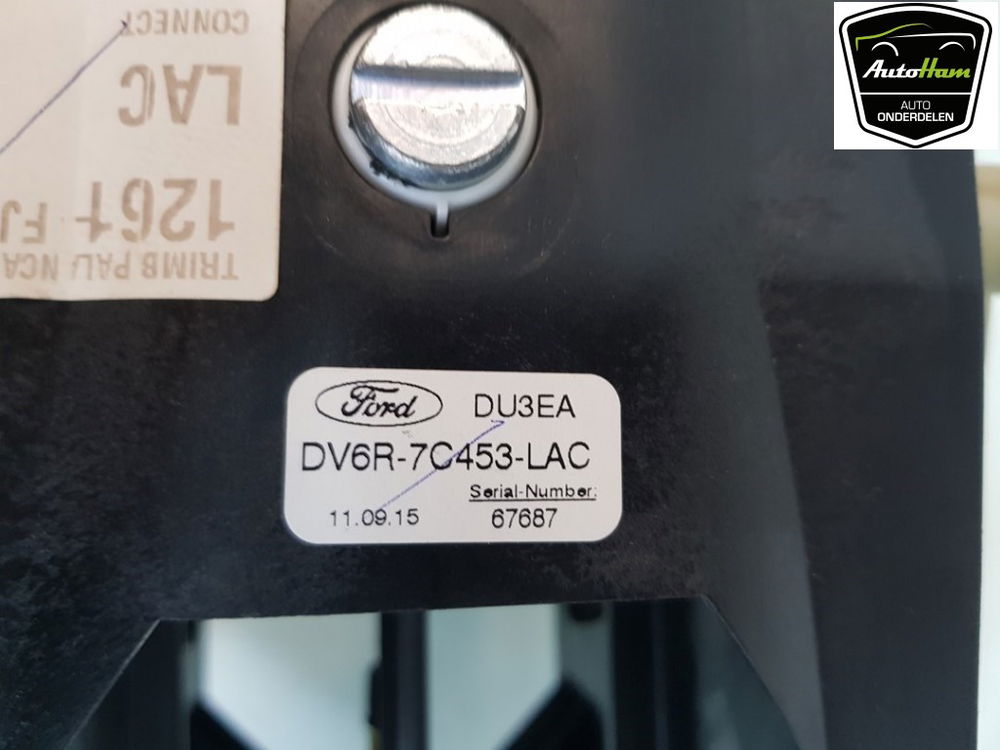 TRIMB PAU NCA
1261 FJ
LAC
CONNECT
Ford DU3EA
DV6R-7C453-LAC
Serial-Number:
11.09.15 67687
AutoHam
AUTO
ONDERDELEN